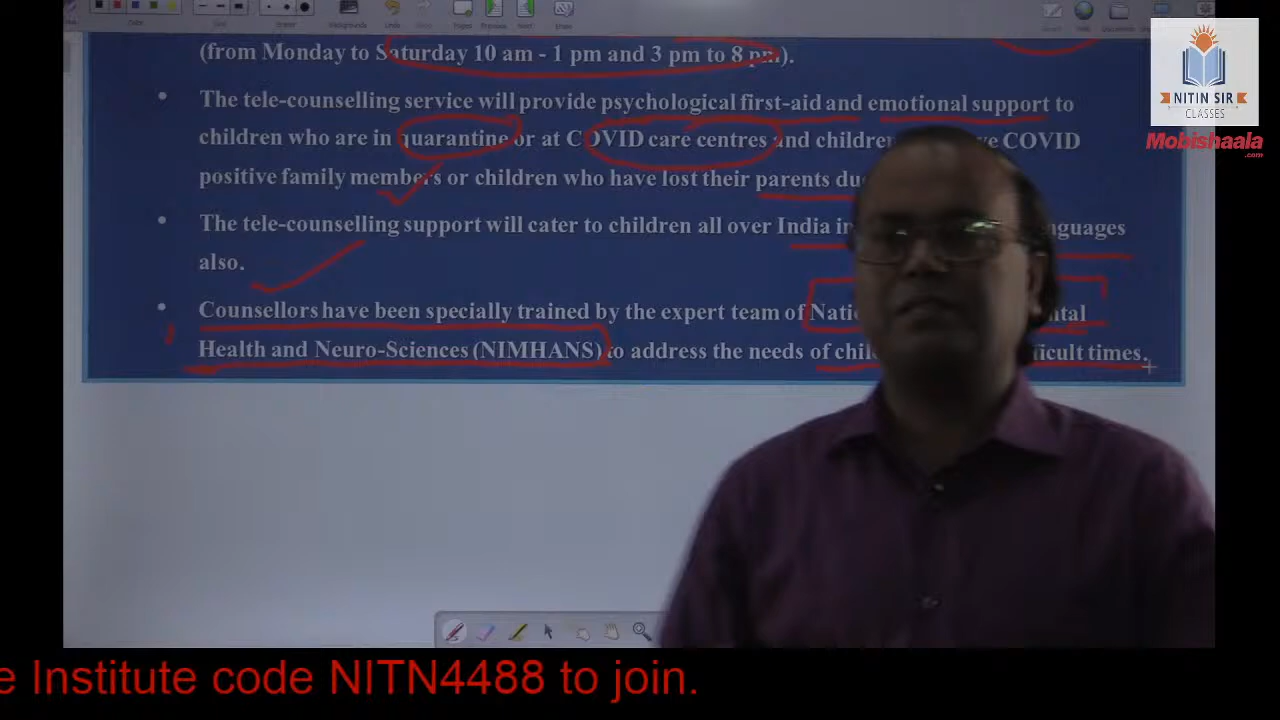 (from Monday to Saturday 10 am - 1 pm and 3 pm to 8 pm).
NITIN SIR
CLASSES
Mobishaala
.com
• The tele-counselling service will provide psychological first-aid and emotional support to
children who are in quarantine or at COVID care centres and children COVID
positive family members or children who have lost their parents
• The tele-counselling support will cater to children all over India in
also.
• Counsellors have been specially trained by the expert team of
Health and Neuro-Sciences (NIMHANS) to address the needs of times.
Institute code NITN4488 to join.